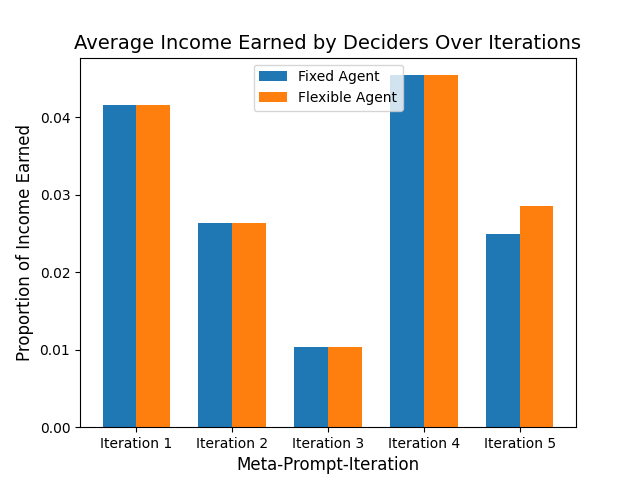 Average Income Earned by Deciders Over Iterations
Fixed Agent
Flexible Agent
Proportion of Income Earned
0.04
0.03
0.02
0.01
0.00
Iteration 1
Iteration 2
Iteration 3
Iteration 4
Iteration 5
Meta-Prompt-Iteration